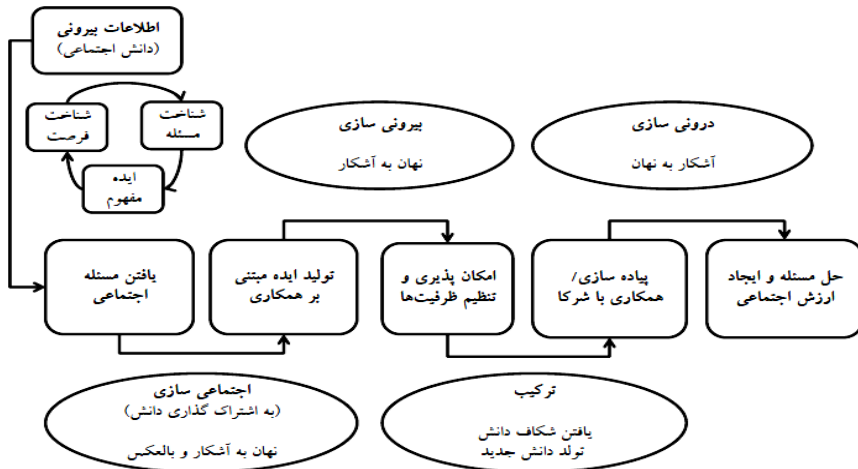 اطلاعات بیرونی
(دانش اجتماعی)
شناخت
مسئله
شناخت
فرصت
ایده
مفهوم
بیرونی سازی
نهان به آشکار
درونی سازی
آشکار به نهان
یافتن مسئله
اجتماعی
تولید ایده مبتنی
بر همکاری
امکان پذیری و
تنظیم ظرفیت‌ها
پیاده سازی/
همکاری با شرکا
حل مسئله و ایجاد
ارزش اجتماعی
اجتماعی سازی
(به اشتراک گذاری دانش)
نهان به آشکار و بالعکس
ترکیب
یافتن شکاف دانش
تولد دانش جدید